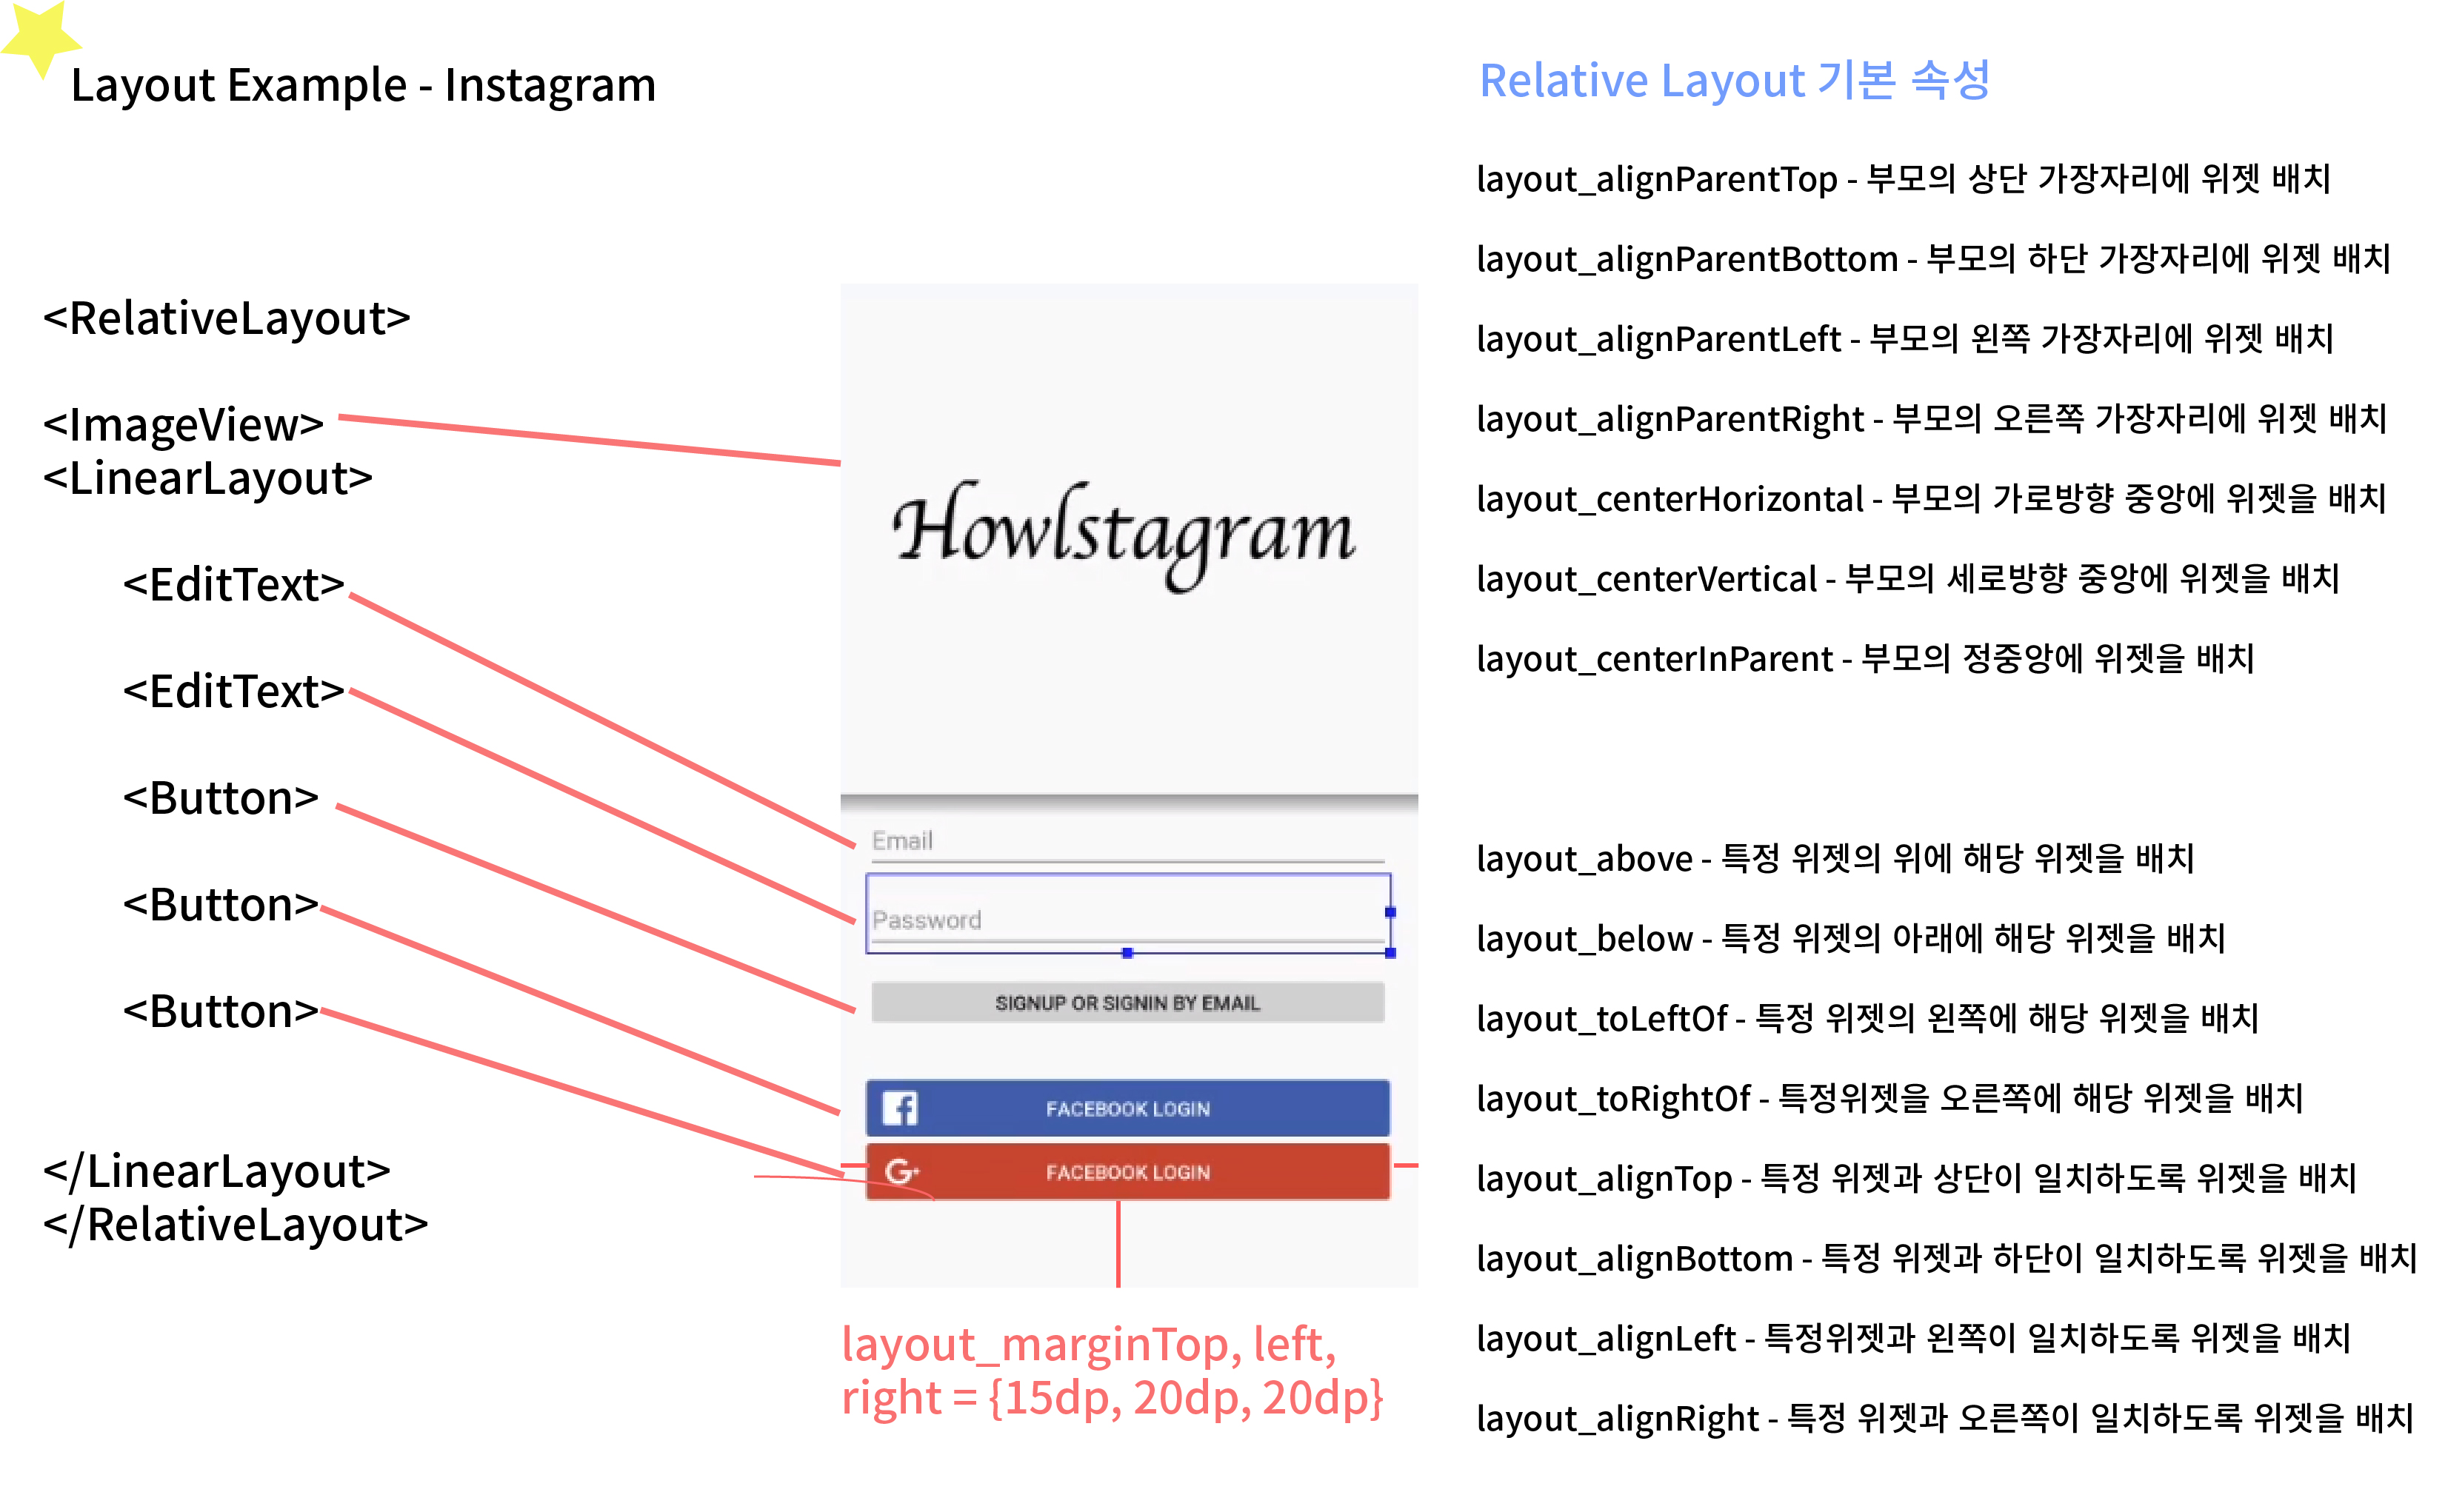 Layout Example - Instagram
<RelativeLayout>
<ImageView>
<LinearLayout>
<EditText>
<EditText>
<Button>
<Button>
<Button>
</LinearLayout>
</RelativeLayout>
Howlstagram
Email
Password
SIGNUP OR SIGNIN BY EMAIL
f FACEBOOK LOGIN
G+ FACEBOOK LOGIN
layout_marginTop, left,
right = {15dp, 20dp, 20dp}
Relative Layout 기본 속성
layout_alignParentTop - 부모의 상단 가장자리에 위젯 배치
layout_alignParentBottom - 부모의 하단 가장자리에 위젯 배치
layout_alignParentLeft - 부모의 왼쪽 가장자리에 위젯 배치
layout_alignParentRight - 부모의 오른쪽 가장자리에 위젯 배치
layout_centerHorizontal - 부모의 가로방향 중앙에 위젯을 배치
layout_centerVertical - 부모의 세로방향 중앙에 위젯을 배치
layout_centerInParent - 부모의 정중앙에 위젯을 배치
layout_above - 특정 위젯의 위에 해당 위젯을 배치
layout_below - 특정 위젯의 아래에 해당 위젯을 배치
layout_toLeftOf - 특정 위젯의 왼쪽에 해당 위젯을 배치
layout_toRightOf - 특정위젯을 오른쪽에 해당 위젯을 배치
layout_alignTop - 특정 위젯과 상단이 일치하도록 위젯을 배치
layout_alignBottom - 특정 위젯과 하단이 일치하도록 위젯을 배치
layout_alignLeft - 특정위젯과 왼쪽이 일치하도록 위젯을 배치
layout_alignRight - 특정 위젯과 오른쪽이 일치하도록 위젯을 배치